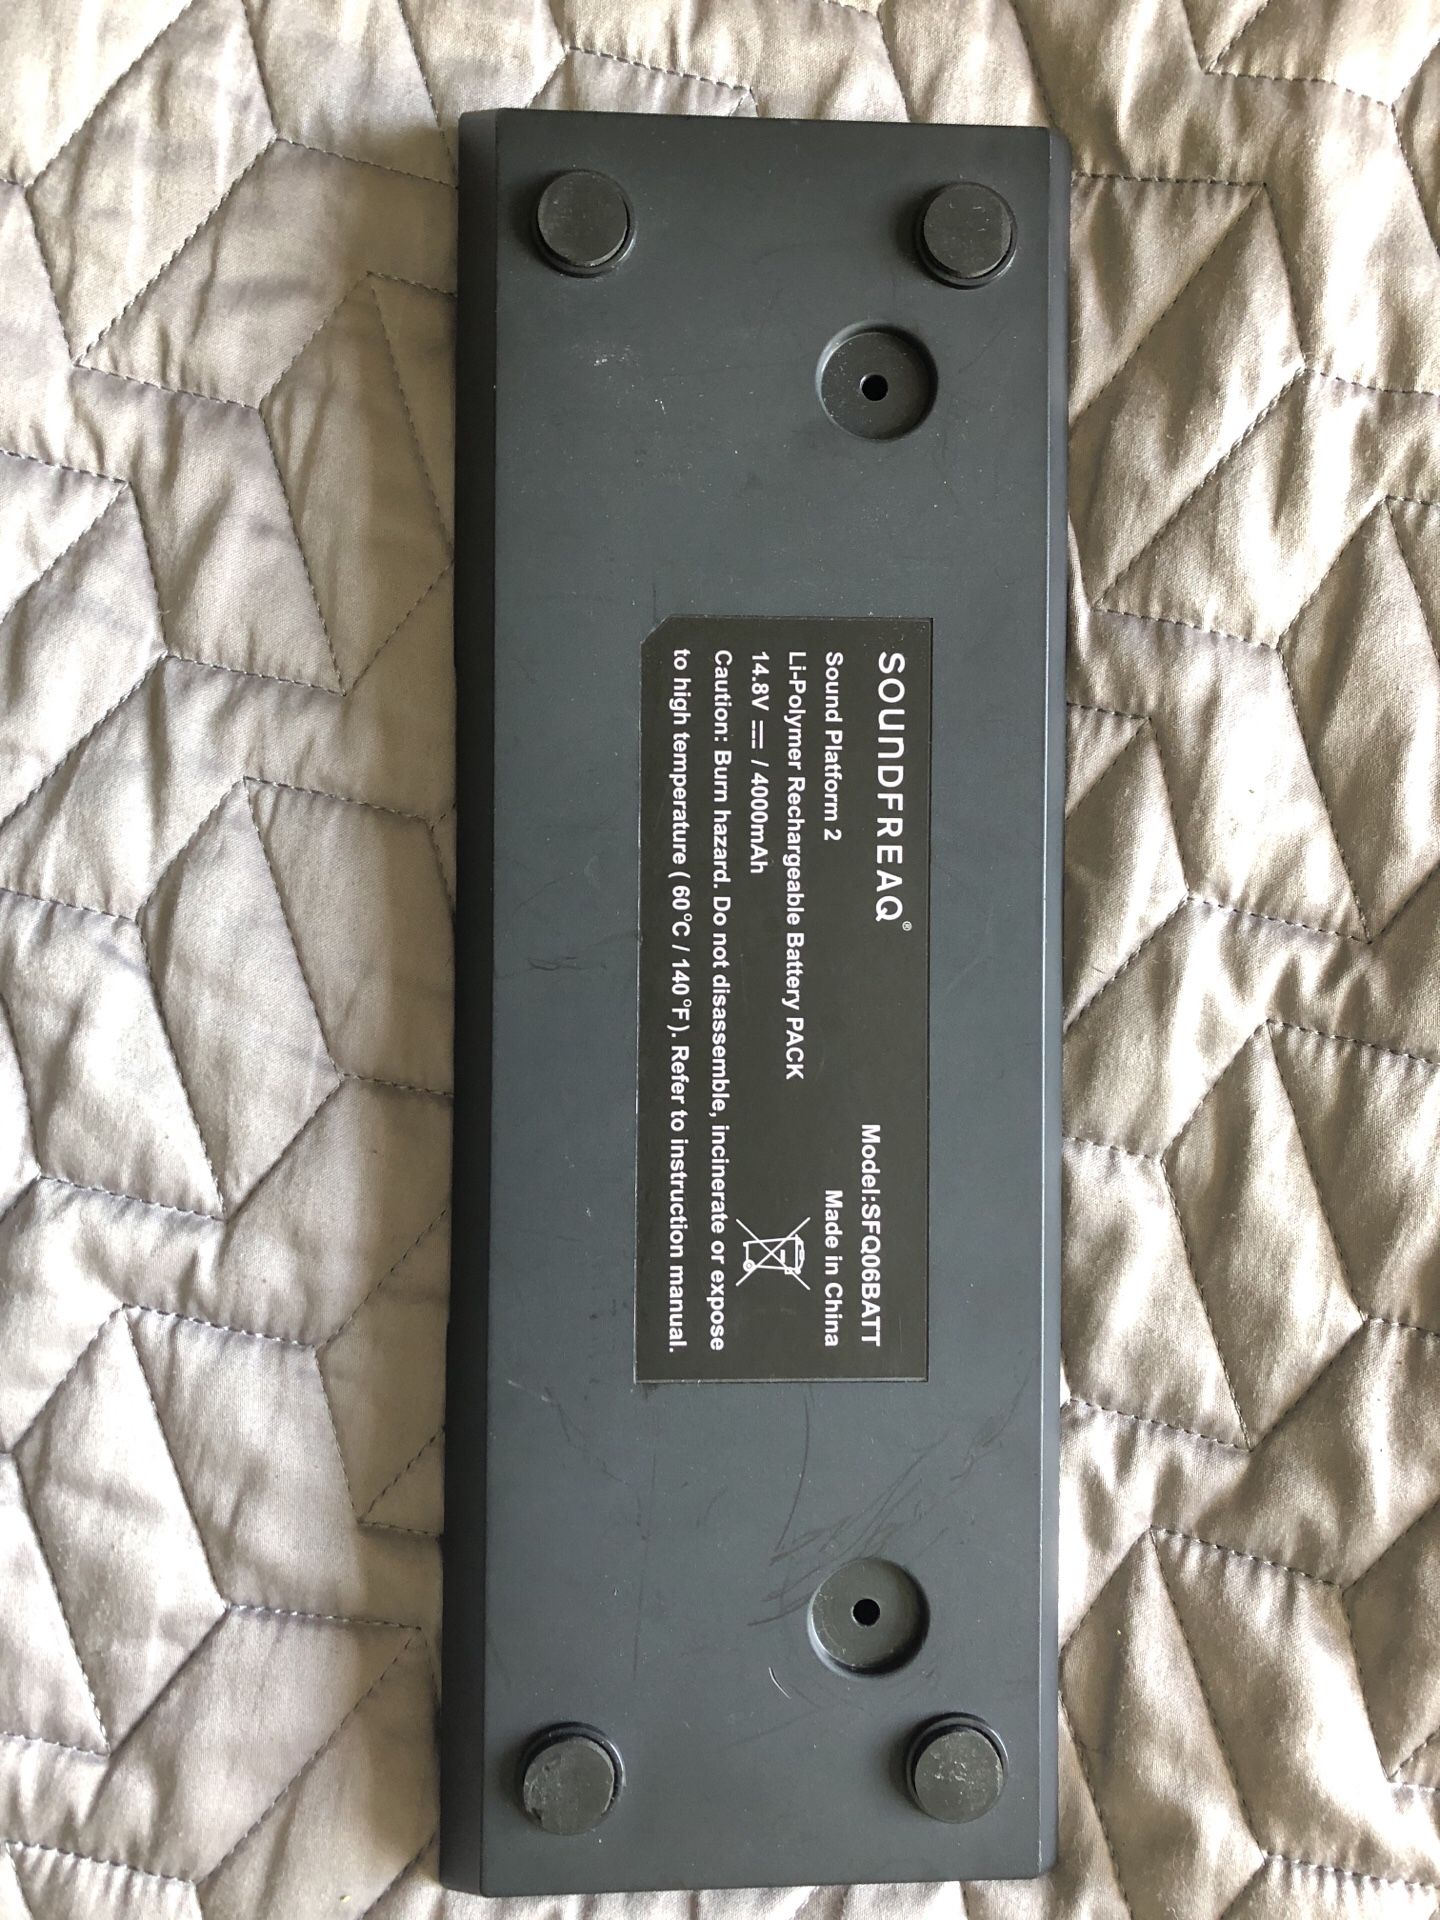 SOUNDFREAQ®
Model:SFQ06BATT
Sound Platform 2
Made in China
Li-Polymer Rechargeable Battery PACK
14.8V ⎓ / 4000mAh
Caution: Burn hazard. Do not disassemble, incinerate or expose
to high temperature ( 60°C / 140°F). Refer to instruction manual.